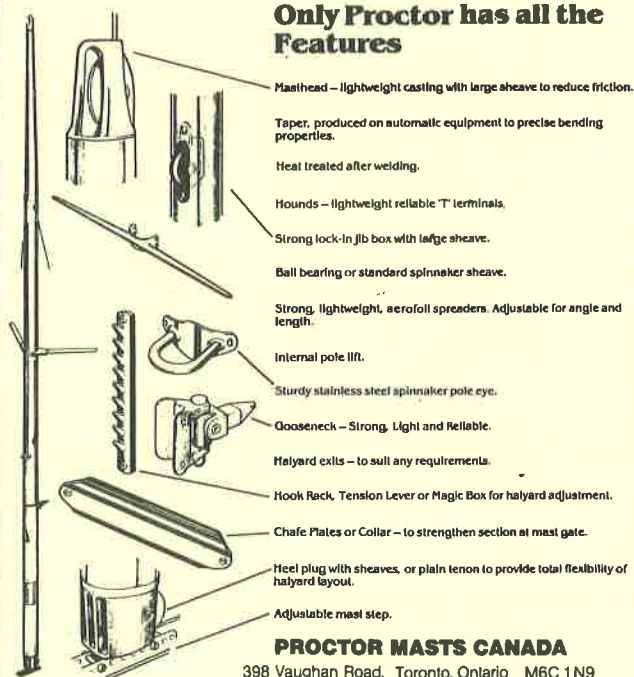 Only Proctor has all the
Features
Masthead – lightweight casting with large sheave to reduce friction.
Taper, produced on automatic equipment to precise bending
properties.
Heat treated after welding.
Hounds – lightweight reliable 'T' terminals.
Strong lock-in jib box with large sheave.
Ball bearing or standard spinnaker sheave.
Strong, lightweight, aerofoil spreaders. Adjustable for angle and
length.
Internal pole lift.
Sturdy stainless steel spinnaker pole eye.
Gooseneck – Strong, Light and Reliable.
Halyard exits – to suit any requirements.
Hook Rack, Tension Lever or Magic Box for halyard adjustment.
Chafe Plates or Collar – to strengthen section at mast gate.
Heel plug with sheaves, or plain tenon to provide total flexibility of
halyard layout.
Adjustable mast step.
PROCTOR MASTS CANADA
398 Vaughan Road, Toronto, Ontario M6C 1N9